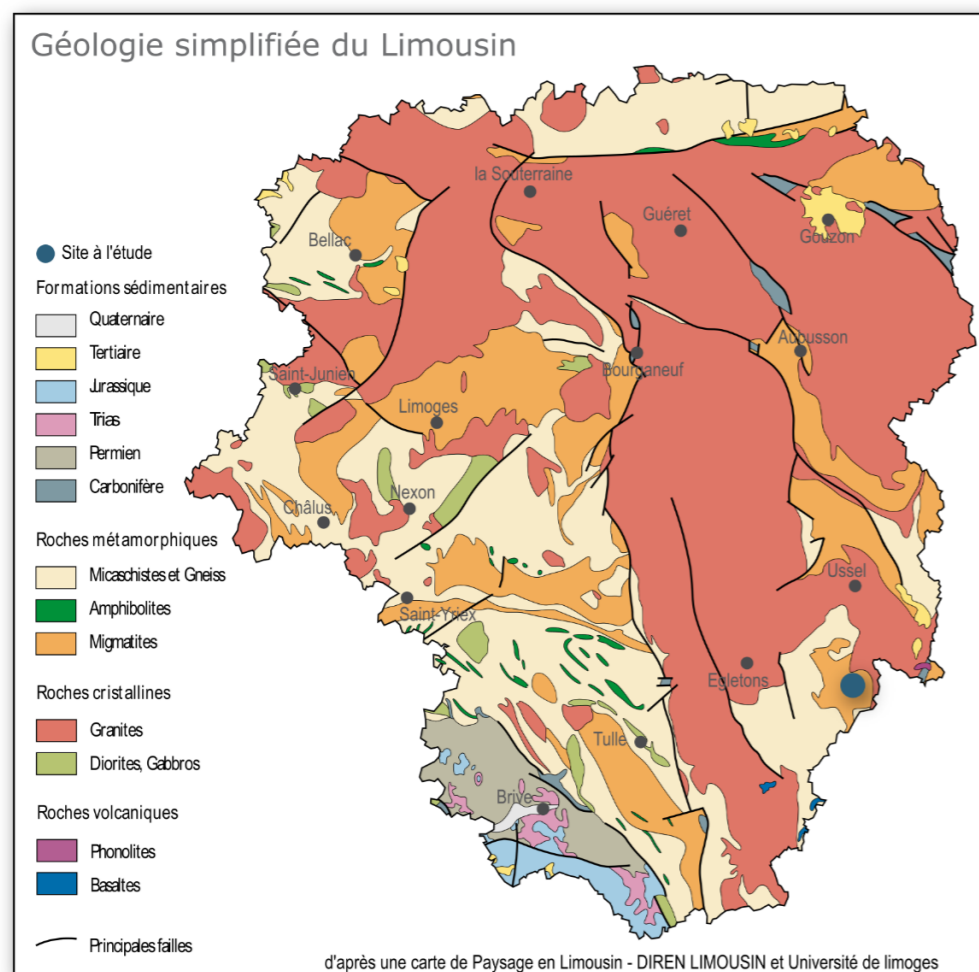 Géologie simplifiée du Limousin
la Souterraine
Guéret
Gouzon
Bellac
Site à l'étude
Formations sédimentaires
Quaternaire
Tertiaire
Jurassique
Trias
Permien
Carbonifère
Aubusson
Bourganeuf
Saint-Junien
Limoges
Nexon
Châlus
Roches métamorphiques
Micaschistes et Gneiss
Amphibolites
Migmatites
Ussel
Saint-Yriex
Egletons
Roches cristallines
Granites
Diorites, Gabbros
Tulle
Brive
Roches volcaniques
Phonolites
Basaltes
Principales failles
d'après une carte de Paysage en Limousin - DIREN LIMOUSIN et Université de limoges